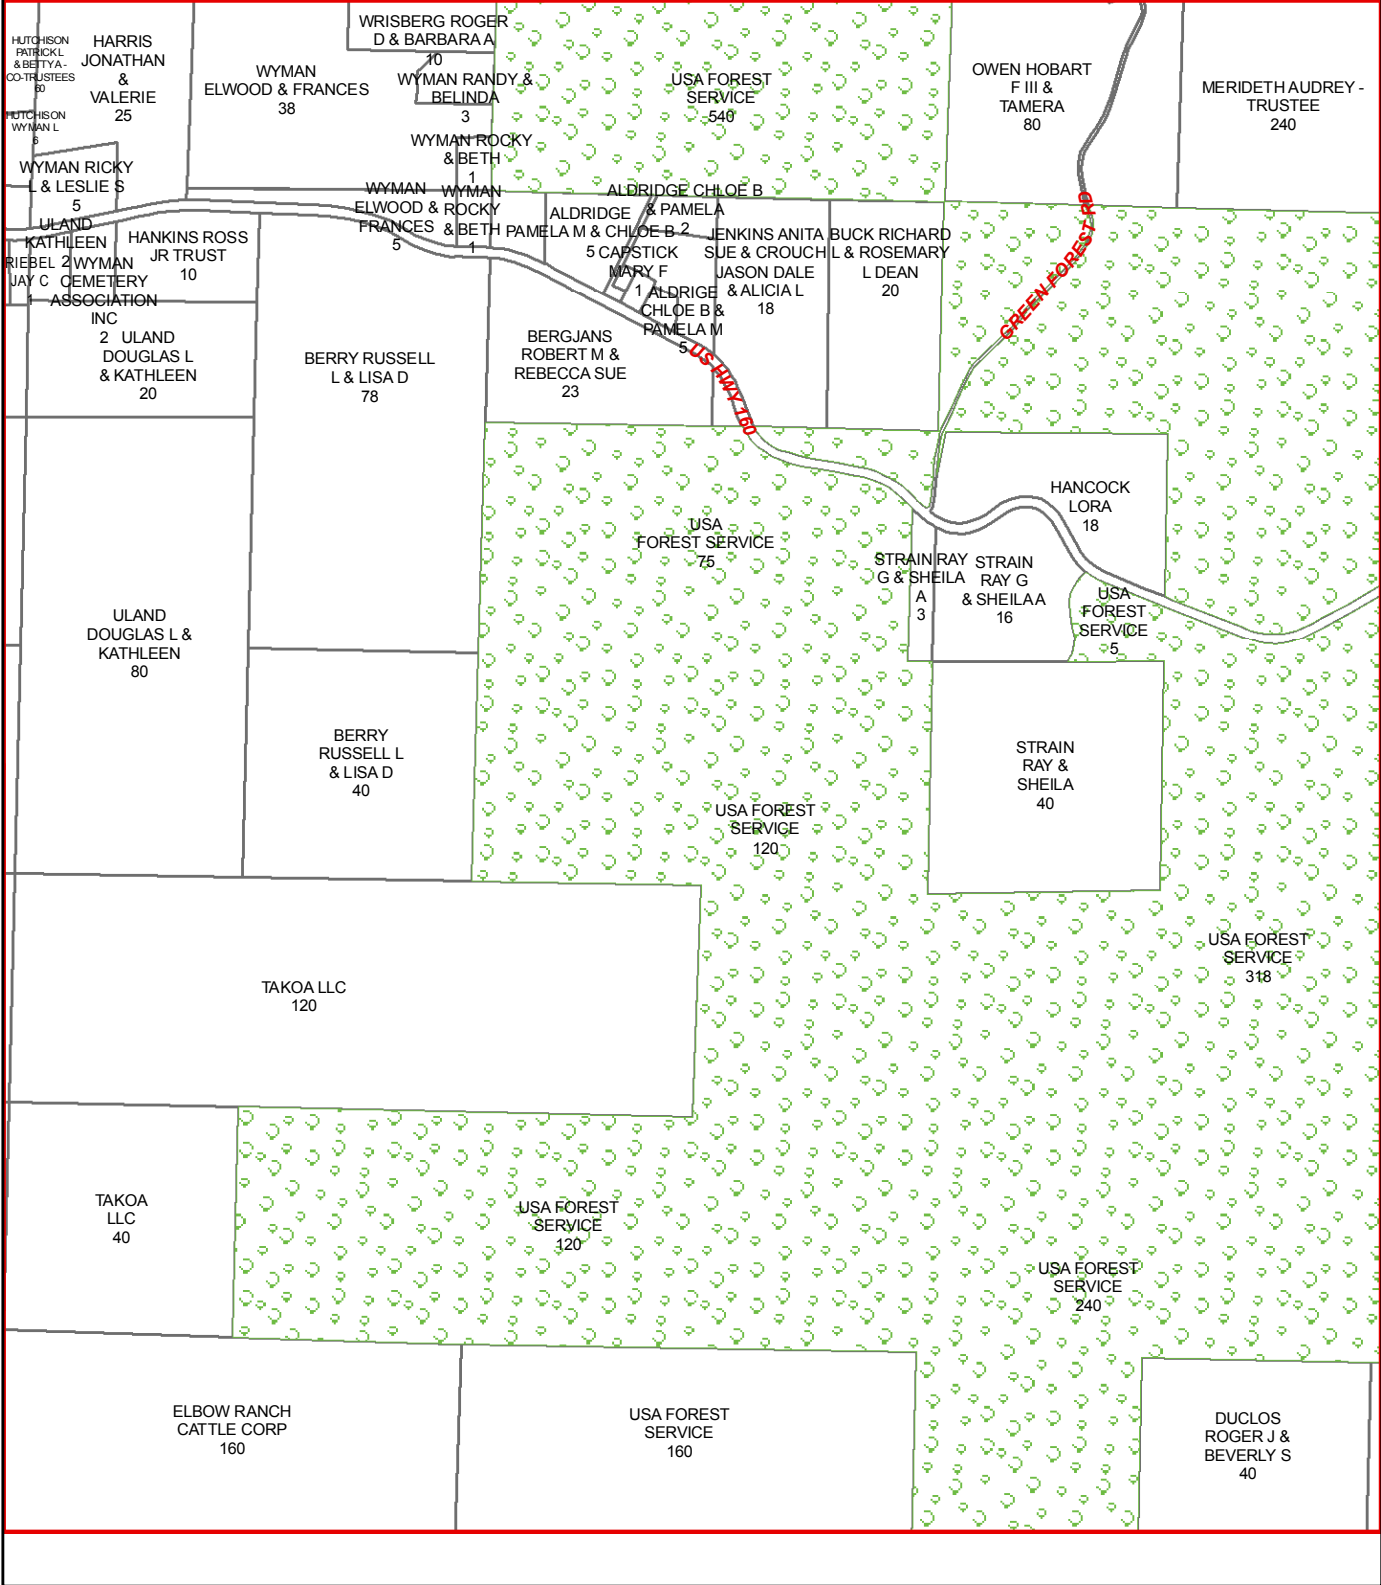 HUTCHISON
PATRICK L
& BETTY A -
CO-TRUSTEES
60
HARRIS
JONATHAN
&
VALERIE
25
WYMAN
ELWOOD & FRANCES
38
WRISBERG ROGER
D & BARBARA A
10
WYMAN RANDY &
BELINDA
3
USA FOREST
SERVICE
540
OWEN HOBART
F III &
TAMERA
80
MERIDETH AUDREY -
TRUSTEE
240
HUTCHISON
WYMAN L
6
WYMAN ROCKY
& BETH
1
WYMAN RICKY
L & LESLIE S
5
WYMAN
ELWOOD &
FRANCES
5
WYMAN
ROCKY
& BETH
1
ALDRIDGE CHLOE B
& PAMELA
2
ALDRIDGE
PAMELA M & CHLOE B
5
CAPSTICK
MARY F
1
ALDRIGE
CHLOE B &
PAMELA M
5
JENKINS ANITA
SUE & CROUCH
JASON DALE
& ALICIA L
18
BUCK RICHARD
L & ROSEMARY
L DEAN
20
GREEN FOREST RD
ULAND
KATHLEEN
2
RIEBEL
JAY C
1
WYMAN
CEMETERY
ASSOCIATION
INC
2
HANKINS ROSS
JR TRUST
10
ULAND
DOUGLAS L
& KATHLEEN
20
BERRY RUSSELL
L & LISA D
78
BERGJANS
ROBERT M &
REBECCA SUE
23
US HWY 160
USA
FOREST SERVICE
75
HANCOCK
LORA
18
STRAIN RAY
G & SHEILA
A
3
STRAIN
RAY G
& SHEILA A
16
USA
FOREST
SERVICE
5
ULAND
DOUGLAS L &
KATHLEEN
80
BERRY
RUSSELL L
& LISA D
40
USA FOREST
SERVICE
120
STRAIN
RAY &
SHEILA
40
TAKOA LLC
120
USA FOREST
SERVICE
318
TAKOA
LLC
40
USA FOREST
SERVICE
120
USA FOREST
SERVICE
240
ELBOW RANCH
CATTLE CORP
160
USA FOREST
SERVICE
160
DUCLOS
ROGER J &
BEVERLY S
40